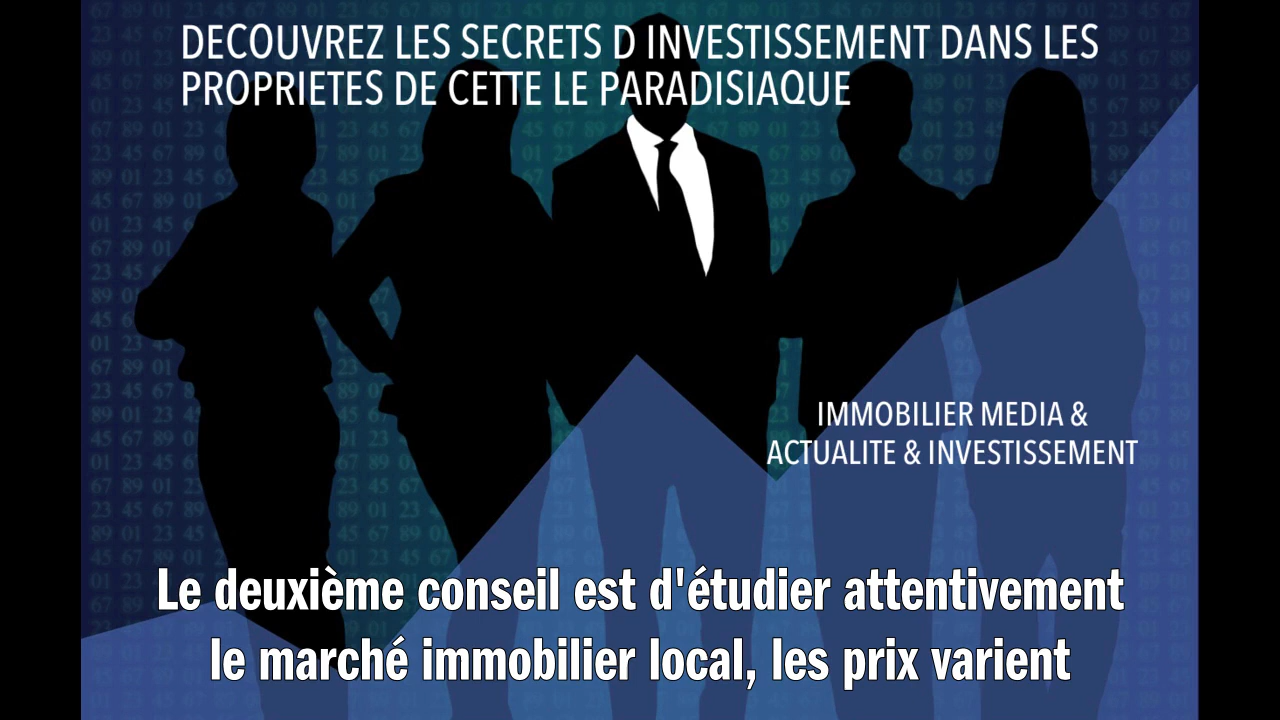 DECOUVREZ LES SECRETS D INVESTISSEMENT DANS LES
PROPRIETES DE CETTE LE PARADISIAQUE
IMMOBILIER MEDIA &
ACTUALITE & INVESTISSEMENT
Le deuxième conseil est d'étudier attentivement
le marché immobilier local, les prix varient